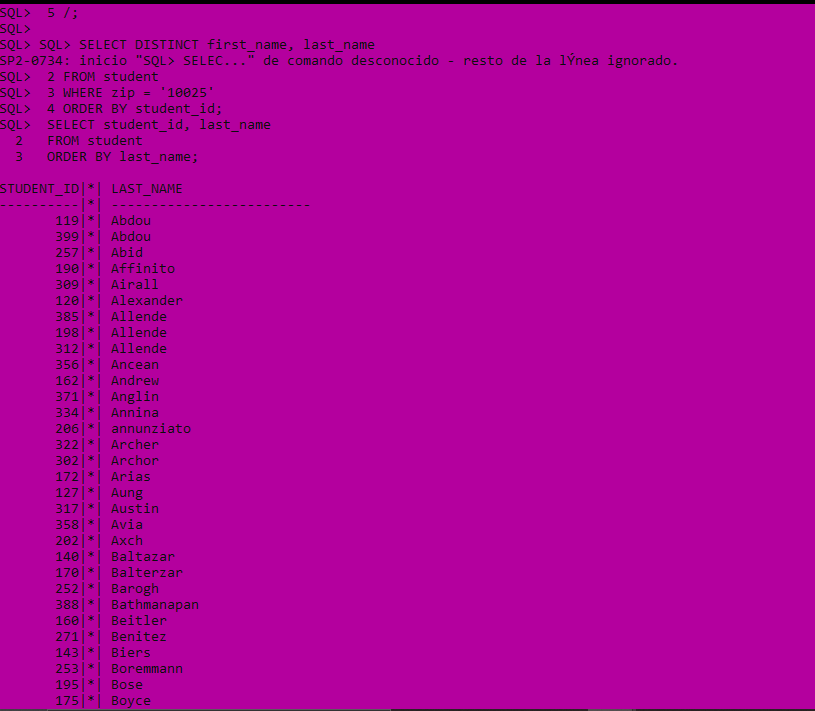 SQL>  5 /;
SQL>
SQL> SQL> SELECT DISTINCT first_name, last_name
SP2-0734: inicio "SQL> SELEC..." de comando desconocido - resto de la lÝnea ignorado.
SQL>  2 FROM student
SQL>  3 WHERE zip = '10025'
SQL>  4 ORDER BY student_id;
SQL>  SELECT student_id, last_name
  2   FROM student
  3   ORDER BY last_name;
STUDENT_ID|*| LAST_NAME
----------|*| -------------------------
       119|*| Abdou
       399|*| Abdou
       257|*| Abid
       190|*| Affinito
       309|*| Airall
       120|*| Alexander
       385|*| Allende
       198|*| Allende
       312|*| Allende
       356|*| Ancean
       162|*| Andrew
       371|*| Anglin
       334|*| Annina
       206|*| annunziato
       322|*| Archer
       302|*| Archor
       172|*| Arias
       127|*| Aung
       317|*| Austin
       358|*| Avia
       202|*| Axch
       140|*| Baltazar
       170|*| Balterzar
       252|*| Barogh
       388|*| Bathmanapan
       160|*| Beitler
       271|*| Benitez
       143|*| Biers
       253|*| Boremmann
       195|*| Bose
       175|*| Boyce